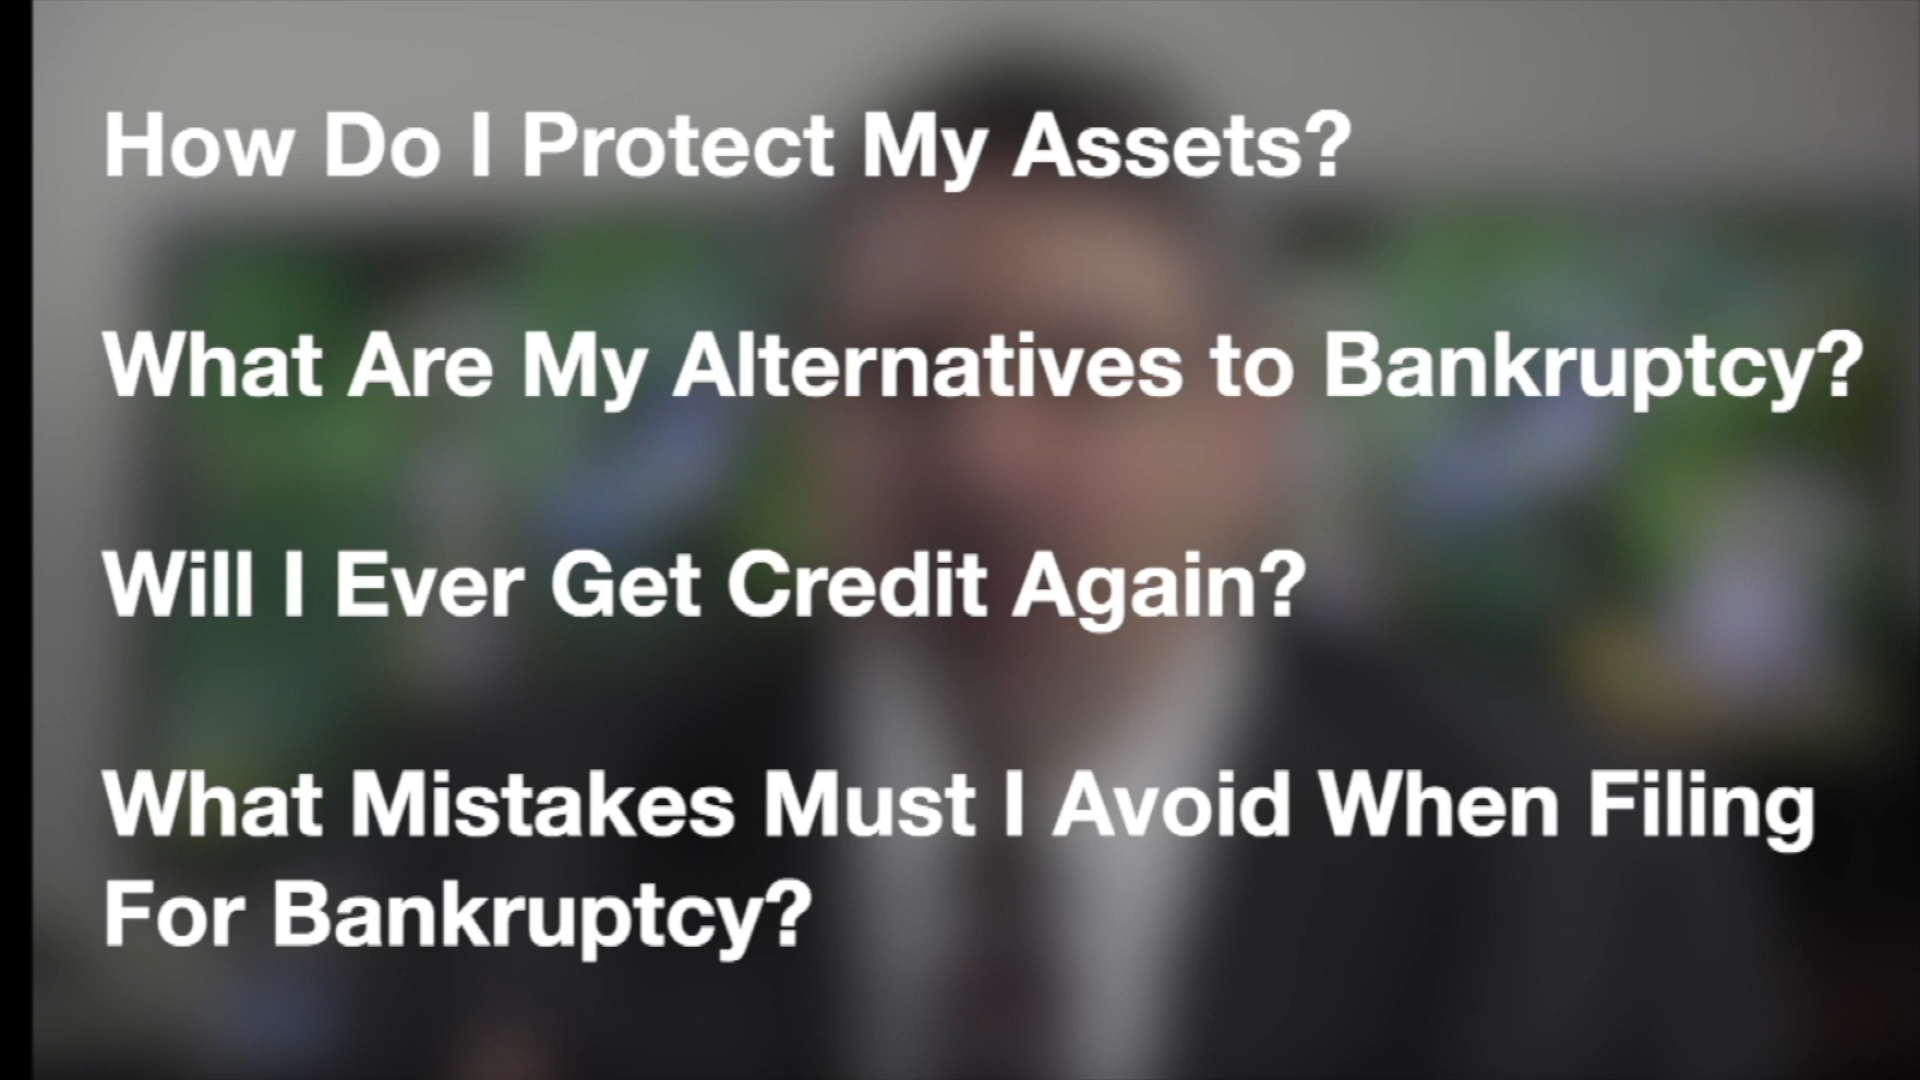 How Do I Protect My Assets?
What Are My Alternatives to Bankruptcy?
Will I Ever Get Credit Again?
What Mistakes Must I Avoid When Filing
For Bankruptcy?